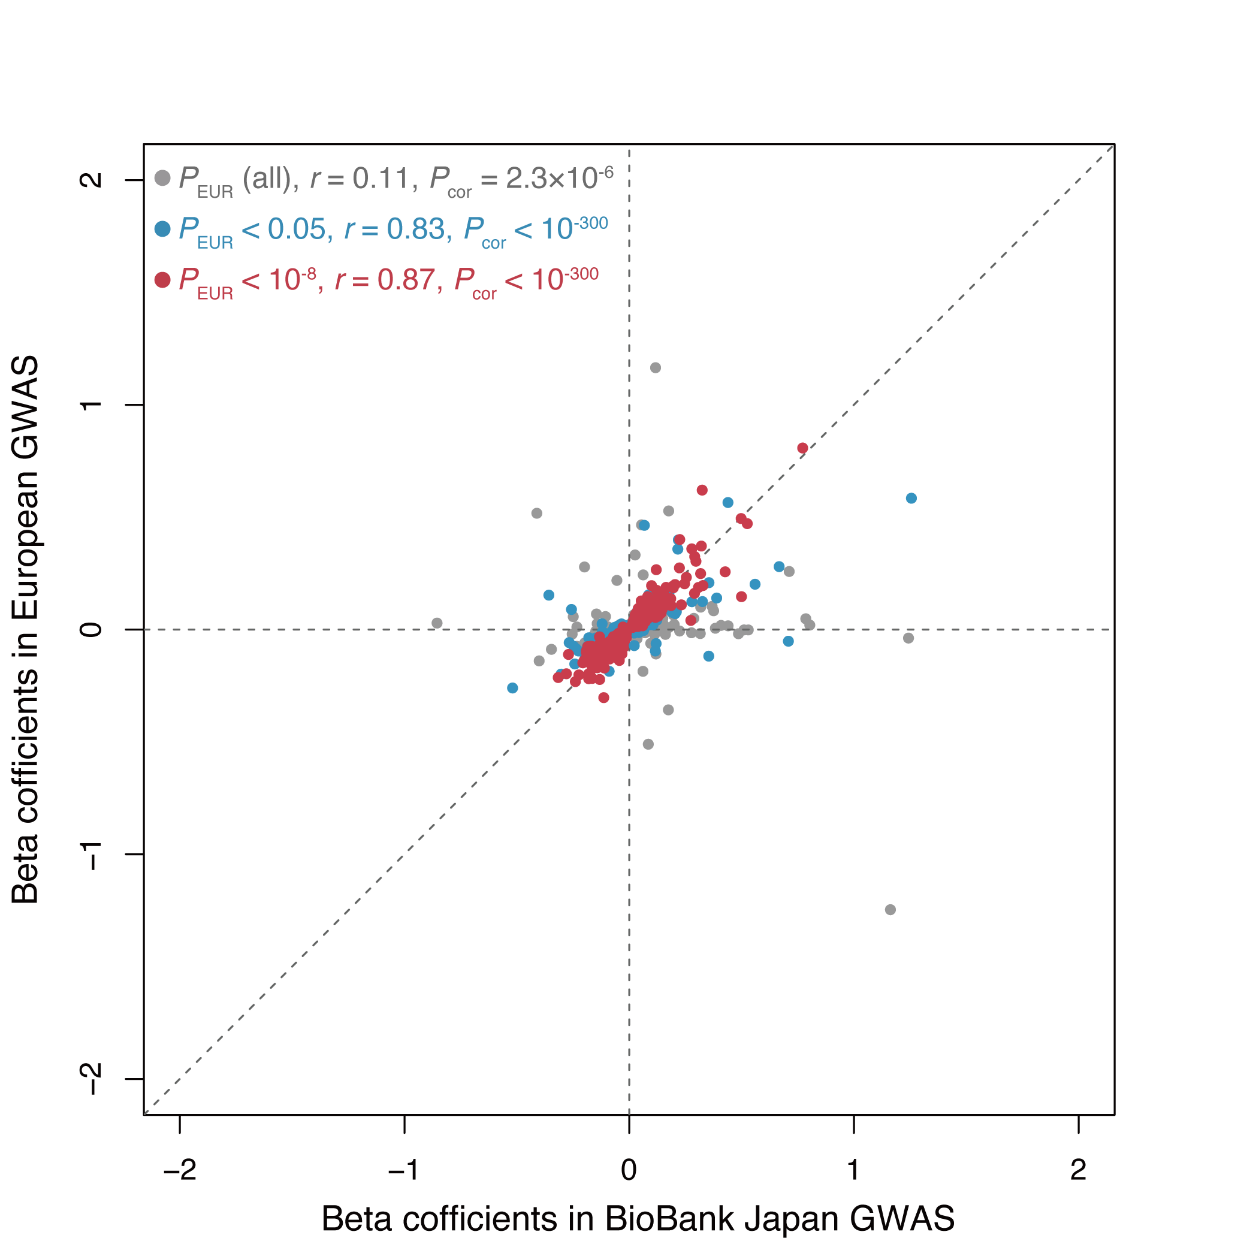 P_EUR (all), r = 0.11, P_cor = 2.3×10^-6
P_EUR < 0.05, r = 0.83, P_cor < 10^-300
P_EUR < 10^-8, r = 0.87, P_cor < 10^-300
Beta cofficients in European GWAS
2
1
0
−1
−2
−2
−1
0
1
2
Beta cofficients in BioBank Japan GWAS